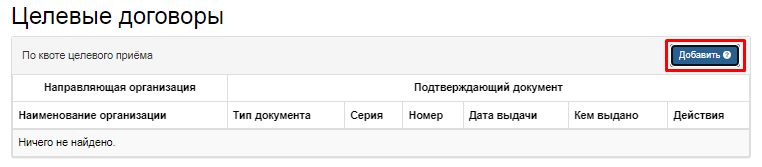 Целевые договоры
По квоте целевого приёма
Добавить
Направляющая организация Подтверждающий документ
Наименование организации Тип документа Серия Номер Дата выдачи Кем выдано Действия
Ничего не найдено.